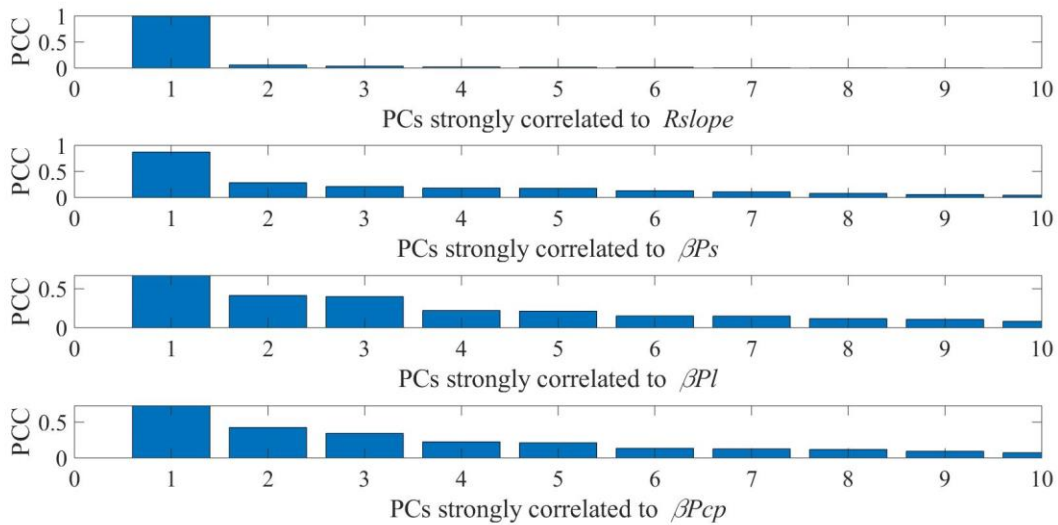 PCC
1
0.5
0
0 1 2 3 4 5 6 7 8 9 10
PCs strongly correlated to Rslope
PCC
1
0.5
0
0 1 2 3 4 5 6 7 8 9 10
PCs strongly correlated to βPs
PCC
0.5
0
0 1 2 3 4 5 6 7 8 9 10
PCs strongly correlated to βPl
PCC
0.5
0
0 1 2 3 4 5 6 7 8 9 10
PCs strongly correlated to βPcp